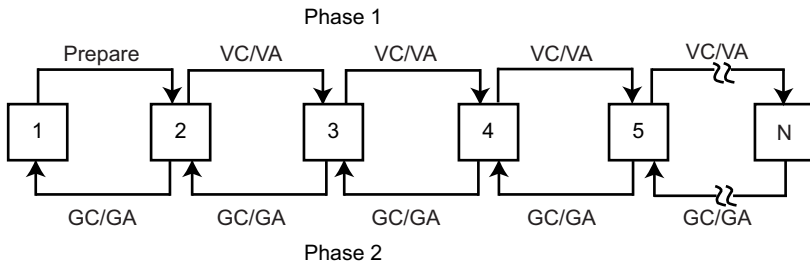 Phase 1
Prepare VC/VA VC/VA VC/VA VC/VA
1 2 3 4 5 N
GC/GA GC/GA GC/GA GC/GA GC/GA
Phase 2